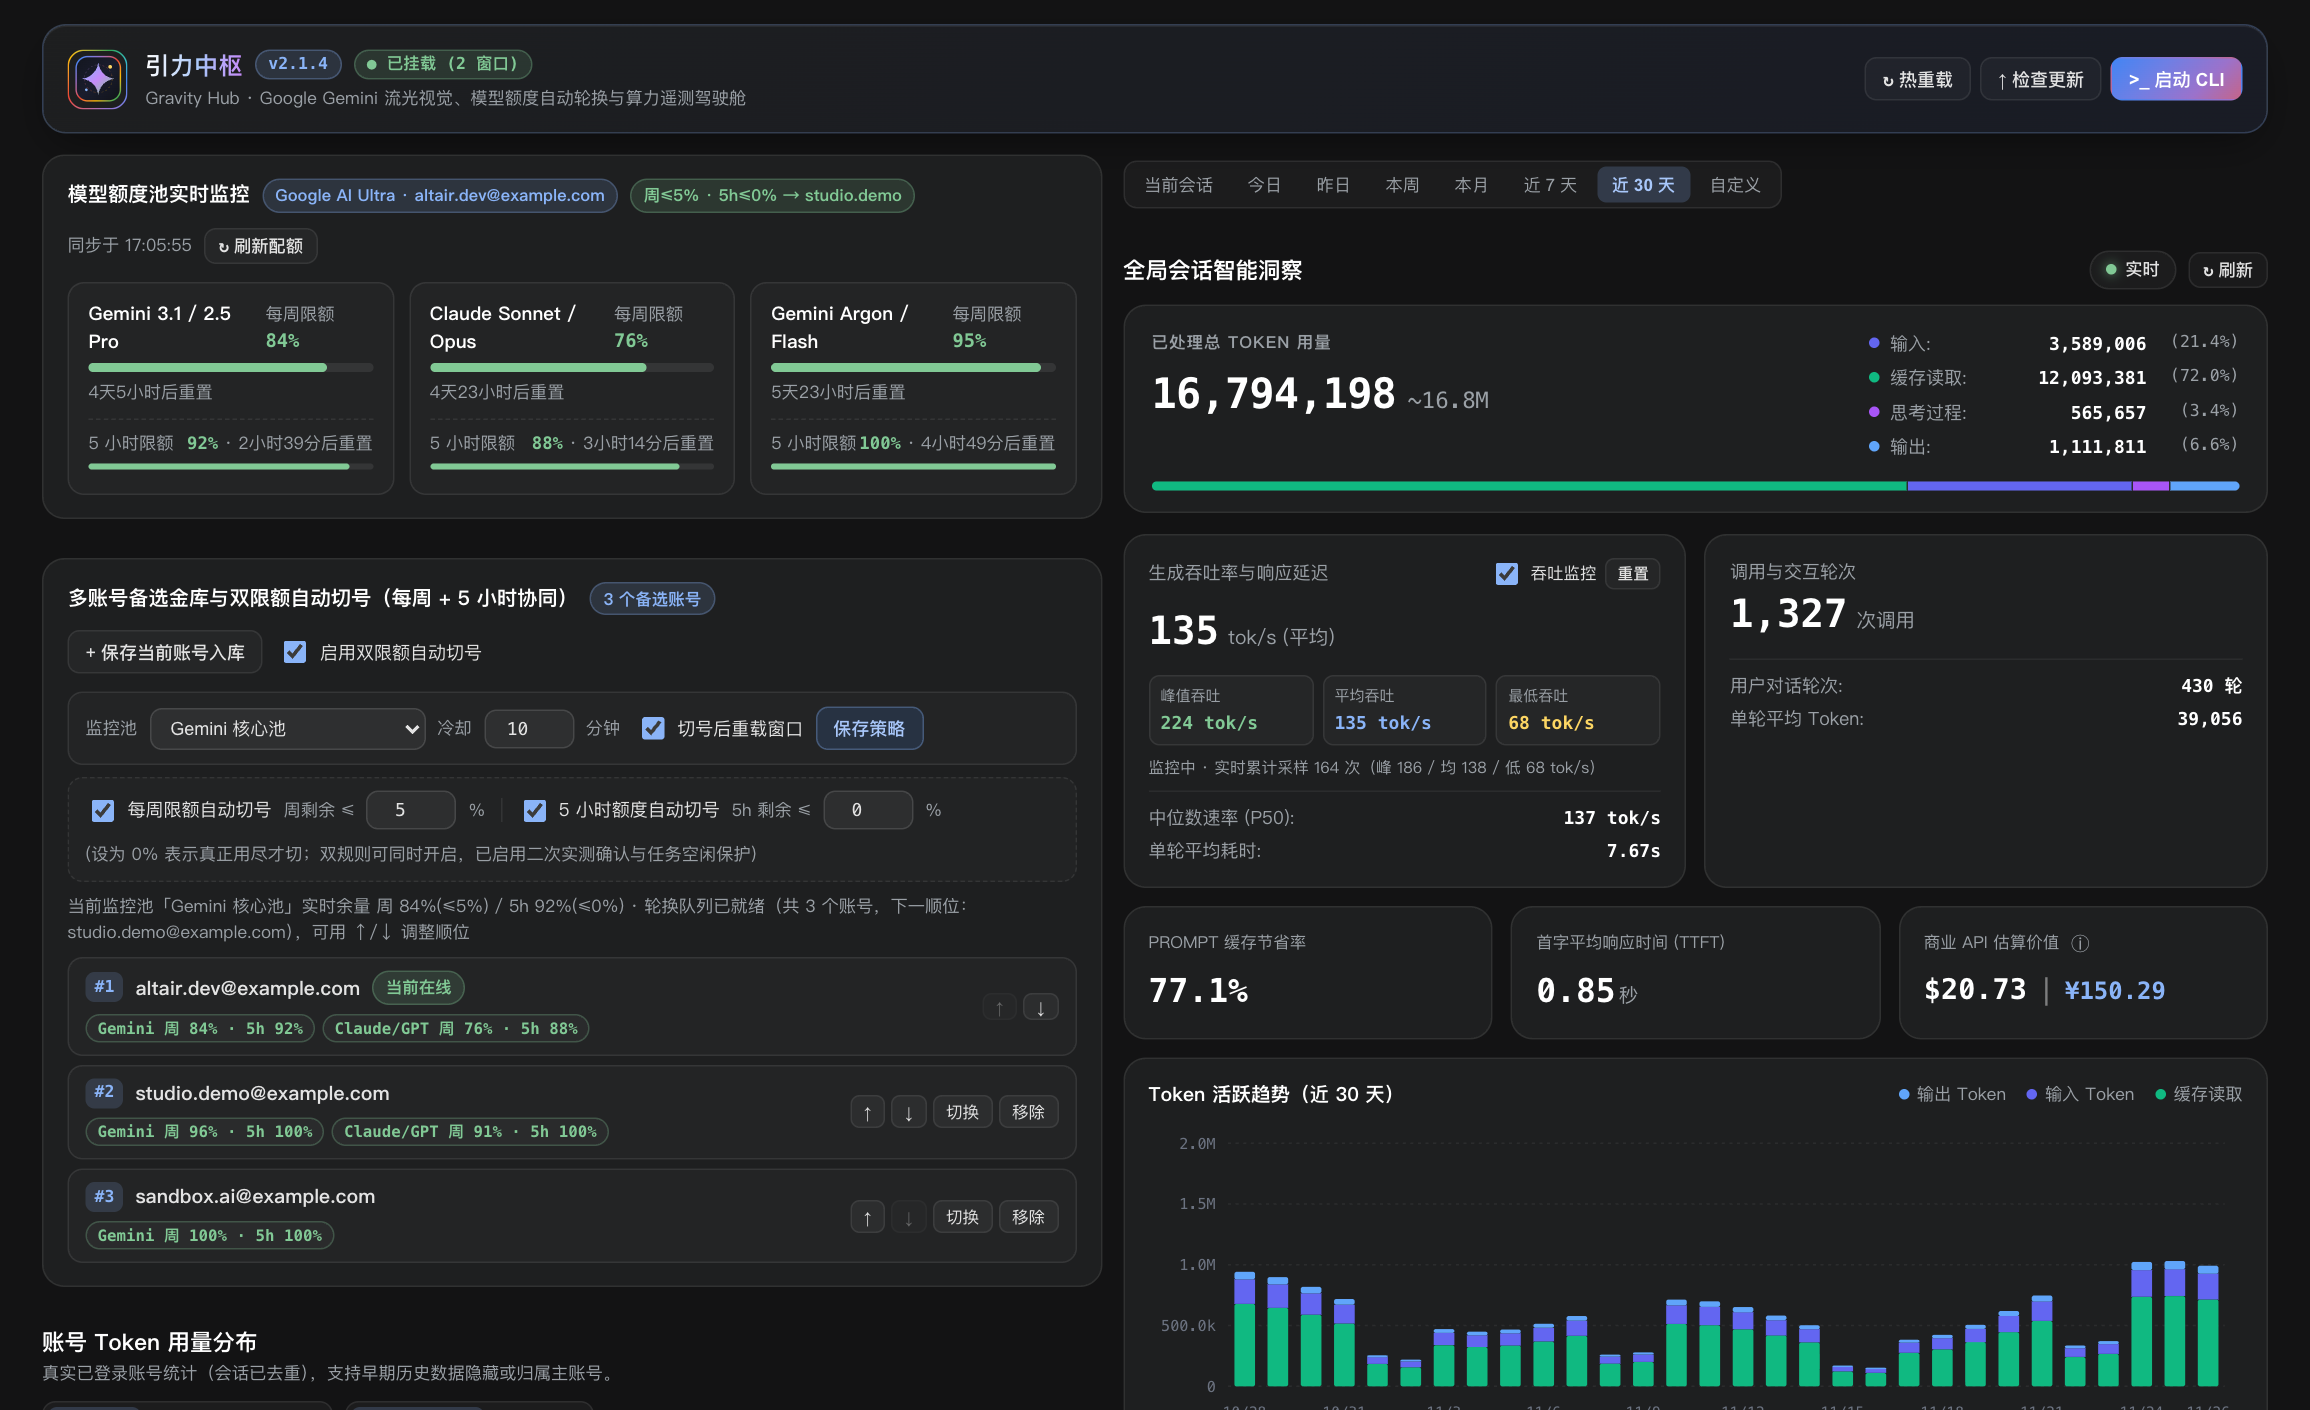 引力中枢 v2.1.4 ● 已挂载 (2 窗口)
Gravity Hub · Google Gemini 流光视觉、模型额度自动轮换与算力遥测驾驶舱
↻ 热重载 ↑ 检查更新 >_ 启动 CLI
模型额度池实时监控 Google AI Ultra · altair.dev@example.com 周≤5% · 5h≤0% → studio.demo
同步于 17:05:55 ↻ 刷新配额
Gemini 3.1 / 2.5 Pro 每周限额 84%
4天5小时后重置
5 小时限额 92% · 2小时39分后重置
Claude Sonnet / Opus 每周限额 76%
4天23小时后重置
5 小时限额 88% · 3小时14分后重置
Gemini Argon / Flash 每周限额 95%
5天23小时后重置
5 小时限额 100% · 4小时49分后重置
多账号备选金库与双限额自动切号（每周 + 5 小时协同） 3 个备选账号
+ 保存当前账号入库 启用双限额自动切号
监控池 Gemini 核心池 冷却 10 分钟 切号后重载窗口 保存策略
每周限额自动切号 周剩余 ≤ 5 % 5 小时额度自动切号 5h 剩余 ≤ 0 %
(设为 0% 表示真正用尽才切；双规则可同时开启，已启用二次实测确认与任务空闲保护)
当前监控池「Gemini 核心池」实时余量 周 84%(≤5%) / 5h 92%(≤0%) · 轮换队列已就绪（共 3 个账号，下一顺位：
studio.demo@example.com），可用 ↑/↓ 调整顺位
#1 altair.dev@example.com 当前在线
Gemini 周 84% · 5h 92% Claude/GPT 周 76% · 5h 88%
↑ ↓
#2 studio.demo@example.com
Gemini 周 96% · 5h 100% Claude/GPT 周 91% · 5h 100%
↑ ↓ 切换 移除
#3 sandbox.ai@example.com
Gemini 周 100% · 5h 100%
↑ ↓ 切换 移除
账号 Token 用量分布
真实已登录账号统计（会话已去重），支持早期历史数据隐藏或归属主账号。
当前会话 今日 昨日 本周 本月 近 7 天 近 30 天 自定义
全局会话智能洞察 ● 实时 ↻ 刷新
已处理总 TOKEN 用量
16,794,198 ~16.8M
输入: 3,589,006 (21.4%)
缓存读取: 12,093,381 (72.0%)
思考过程: 565,657 (3.4%)
输出: 1,111,811 (6.6%)
生成吞吐率与响应延迟 吞吐监控 重置
135 tok/s (平均)
峰值吞吐 224 tok/s
平均吞吐 135 tok/s
最低吞吐 68 tok/s
监控中 · 实时累计采样 164 次（峰 186 / 均 138 / 低 68 tok/s）
中位数速率 (P50): 137 tok/s
单轮平均耗时: 7.67s
调用与交互轮次
1,327 次调用
用户对话轮次: 430 轮
单轮平均 Token: 39,056
PROMPT 缓存节省率
77.1%
首字平均响应时间 (TTFT)
0.85 秒
商业 API 估算价值 ⓘ
$20.73 | ¥150.29
Token 活跃趋势（近 30 天） 输出 Token 输入 Token 缓存读取
2.0M
1.5M
1.0M
500.0k
0